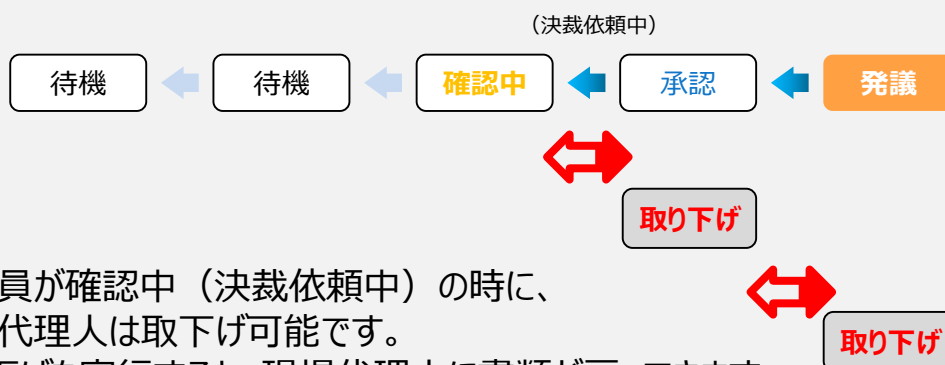 (決裁依頼中)
待機 待機 確認中 承認 発議
取り下げ
員が確認中（決裁依頼中）の時に、
代理人は取下げ可能です。
取り下げ